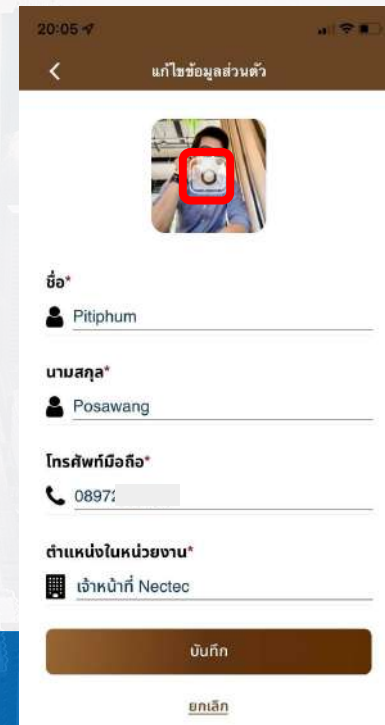 20:05
แก้ไขข้อมูลส่วนตัว
ชื่อ*
Pitiphum
นามสกุล*
Posawang
โทรศัพท์มือถือ*
0897
ตำแหน่งในหน่วยงาน*
เจ้าหน้าที่ Nectec
บันทึก
ยกเลิก